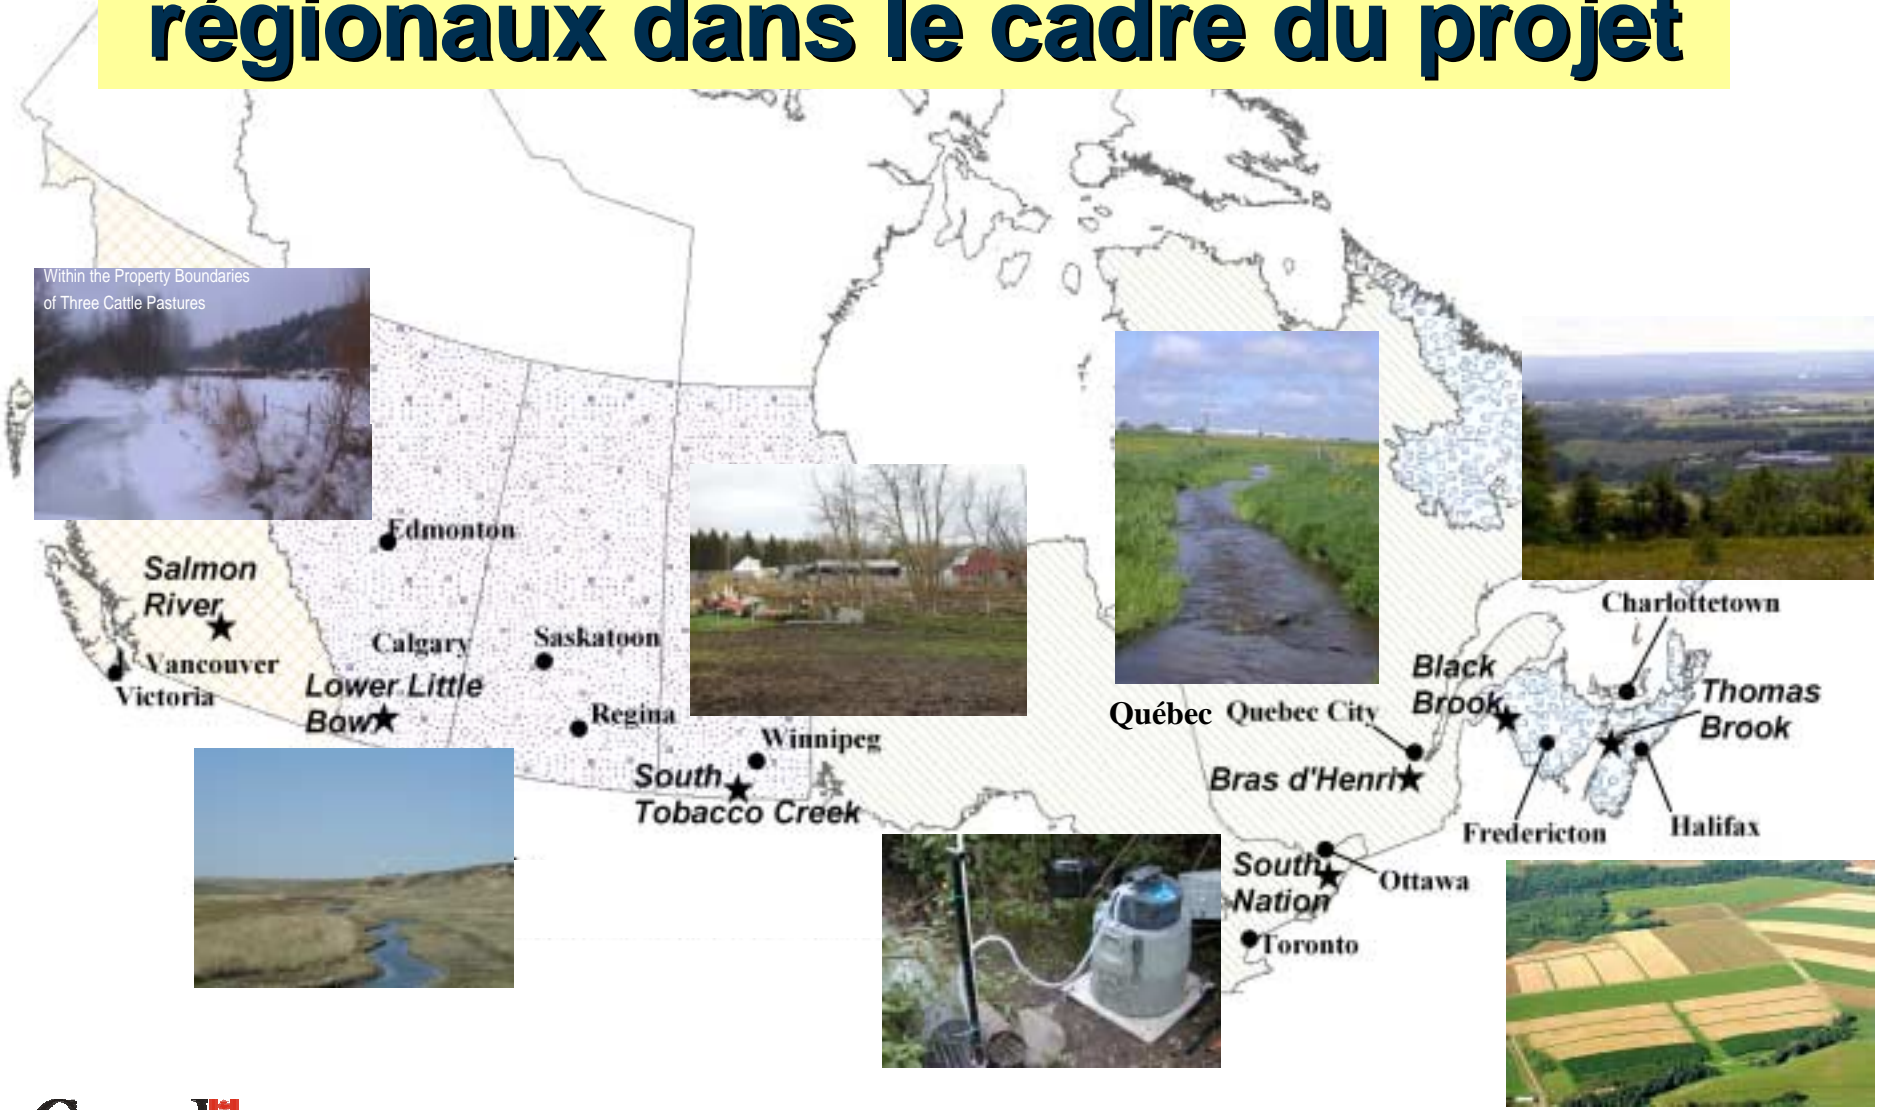 régionaux dans le cadre du projet
Within the Property Boundaries
of Three Cattle Pastures
Edmonton
Salmon
River
Calgary
Saskatoon
Vancouver
Victoria
Lower Little
Bow
Regina
Winnipeg
South
Tobacco Creek
Québec
Quebec City
Bras d'Henri
Black
Brook
Charlottetown
Thomas
Brook
Fredericton
Halifax
South
Nation
Ottawa
Toronto